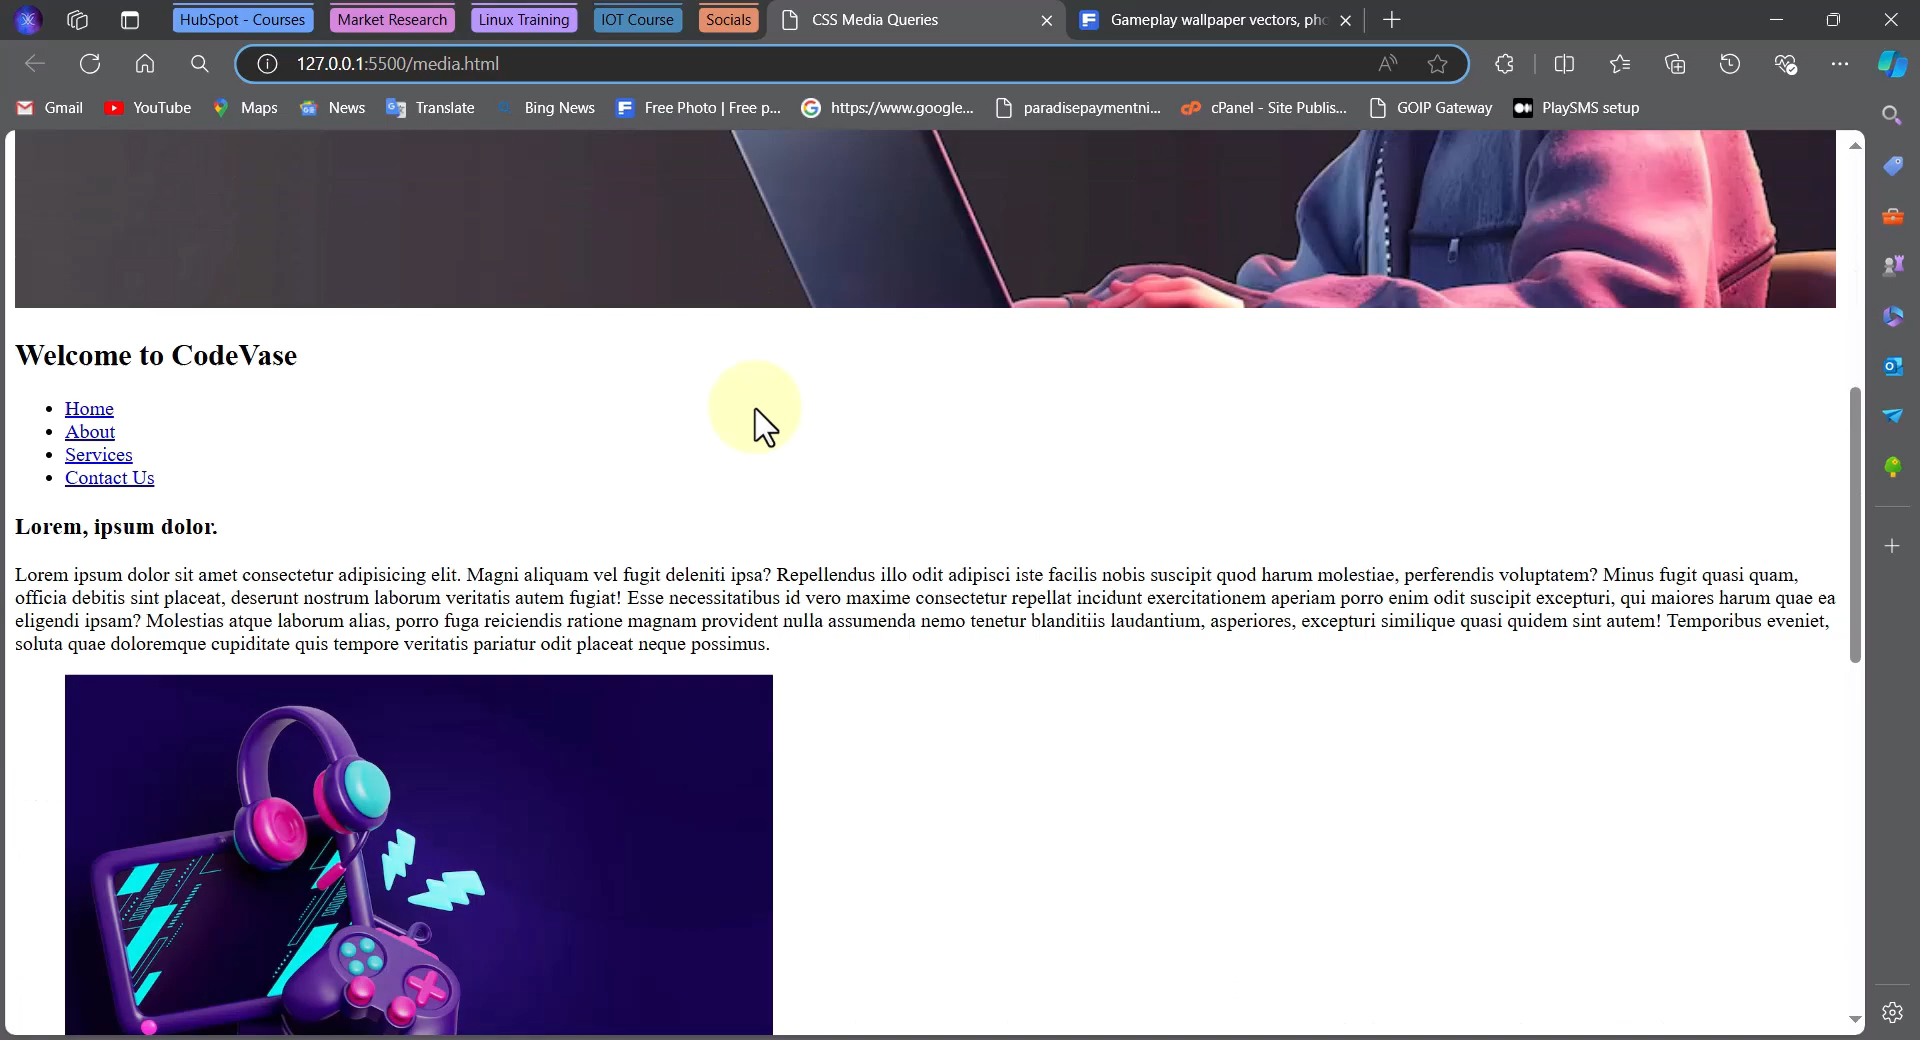 HubSpot - Courses
Market Research
Linux Training
IOT Course
Socials
CSS Media Queries
Gameplay wallpaper vectors, pho
127.0.0.1:5500/media.html
Gmail
YouTube
Maps
News
Translate
Bing News
Free Photo | Free p...
https://www.google...
paradisepaymentni...
cPanel - Site Publis...
GOIP Gateway
PlaySMS setup
Welcome to CodeVase
Home
About
Services
Contact Us
Lorem, ipsum dolor.
Lorem ipsum dolor sit amet consectetur adipisicing elit. Magni aliquam vel fugit deleniti ipsa? Repellendus illo odit adipisci iste facilis nobis suscipit quod harum molestiae, perferendis voluptatem? Minus fugit quasi quam,
officia debitis sint placeat, deserunt nostrum laborum veritatis autem fugiat! Esse necessitatibus id vero maxime consectetur repellat incidunt exercitationem aperiam porro enim odit suscipit excepturi, qui maiores harum quae ea
eligendi ipsam? Molestias atque laborum alias, porro fuga reiciendis ratione magnam provident nulla assumenda nemo tenetur blanditiis laudantium, asperiores, excepturi similique quasi quidem sint autem! Temporibus eveniet,
soluta quae doloremque cupiditate quis tempore veritatis pariatur odit placeat neque possimus.